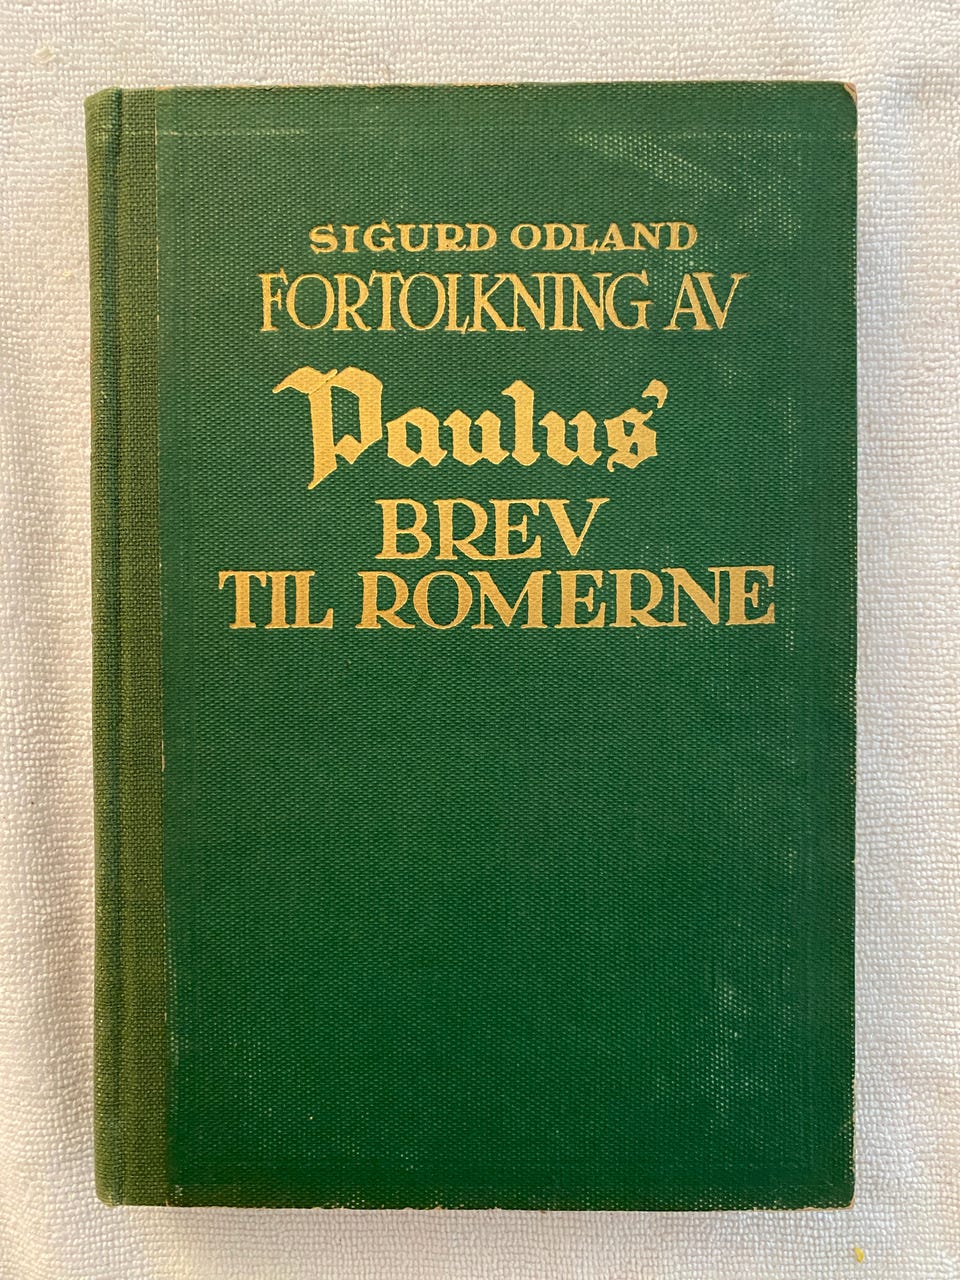 SIGURD ODLAND
FORTOLKNING AV
Paulus'
BREV
TIL ROMERNE